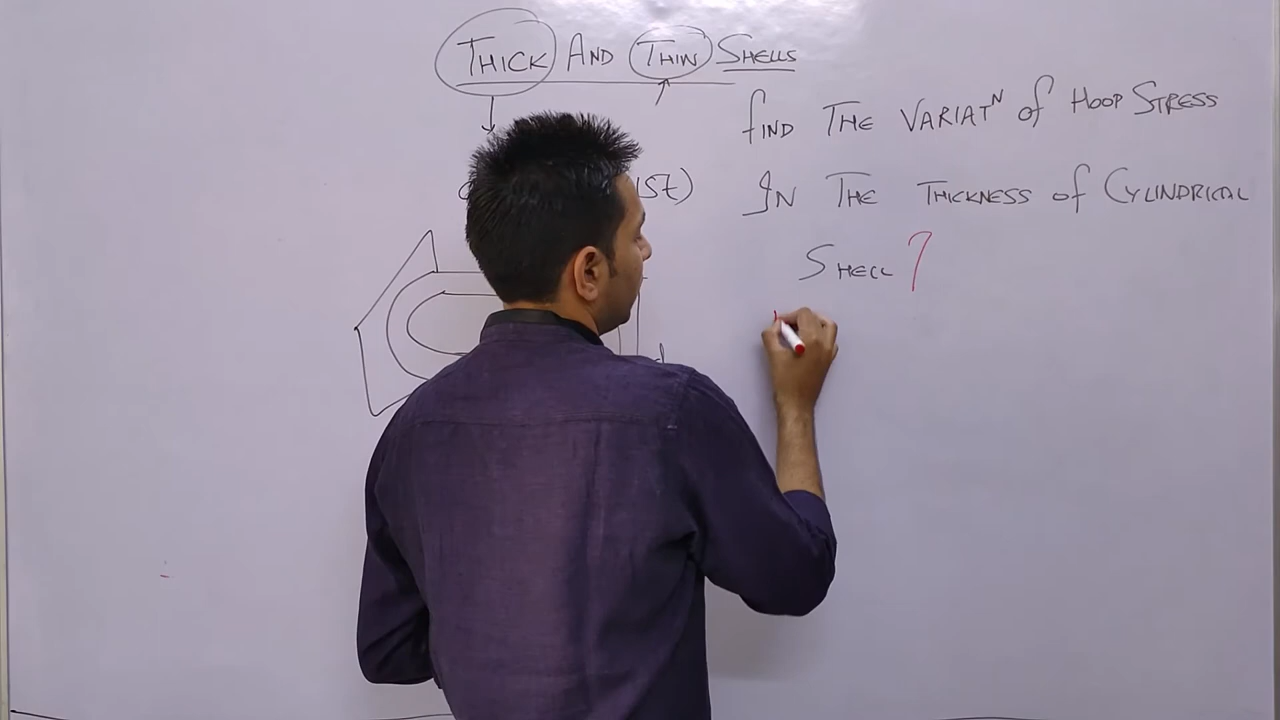 THICK AND THIN SHELLS
FIND THE VARIATN OF HOOP STRESS
IN THE THICKNESS OF CYLINDRICAL
SHELL ?